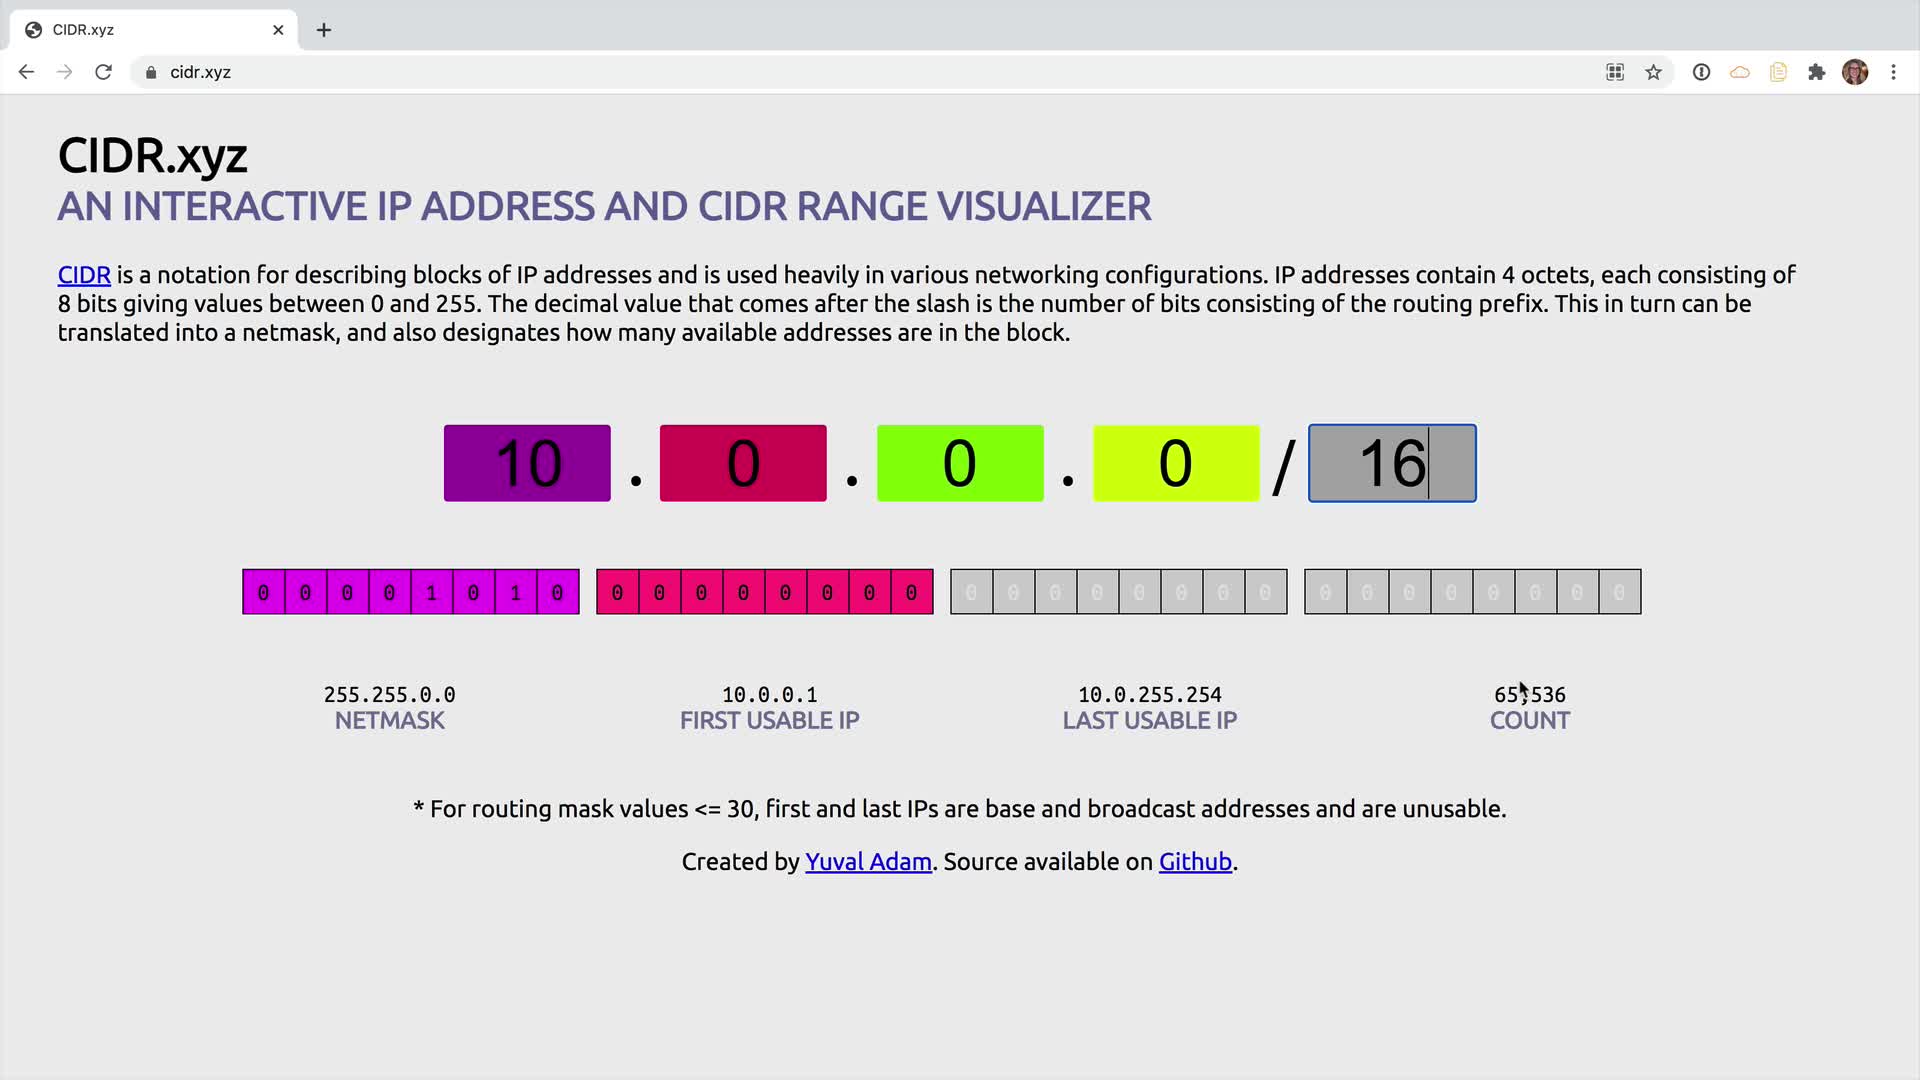 CIDR.xyz
cidr.xyz
CIDR.xyz
AN INTERACTIVE IP ADDRESS AND CIDR RANGE VISUALIZER
CIDR is a notation for describing blocks of IP addresses and is used heavily in various networking configurations. IP addresses contain 4 octets, each consisting of
8 bits giving values between 0 and 255. The decimal value that comes after the slash is the number of bits consisting of the routing prefix. This in turn can be
translated into a netmask, and also designates how many available addresses are in the block.
10 . 0 . 0 . 0 / 16
0 0 0 0 1 0 1 0 0 0 0 0 0 0 0 0 0 0 0 0 0 0 0 0 0 0 0 0 0 0 0 0
255.255.0.0 10.0.0.1 10.0.255.254 65,536
NETMASK FIRST USABLE IP LAST USABLE IP COUNT
* For routing mask values <= 30, first and last IPs are base and broadcast addresses and are unusable.
Created by Yuval Adam. Source available on Github.